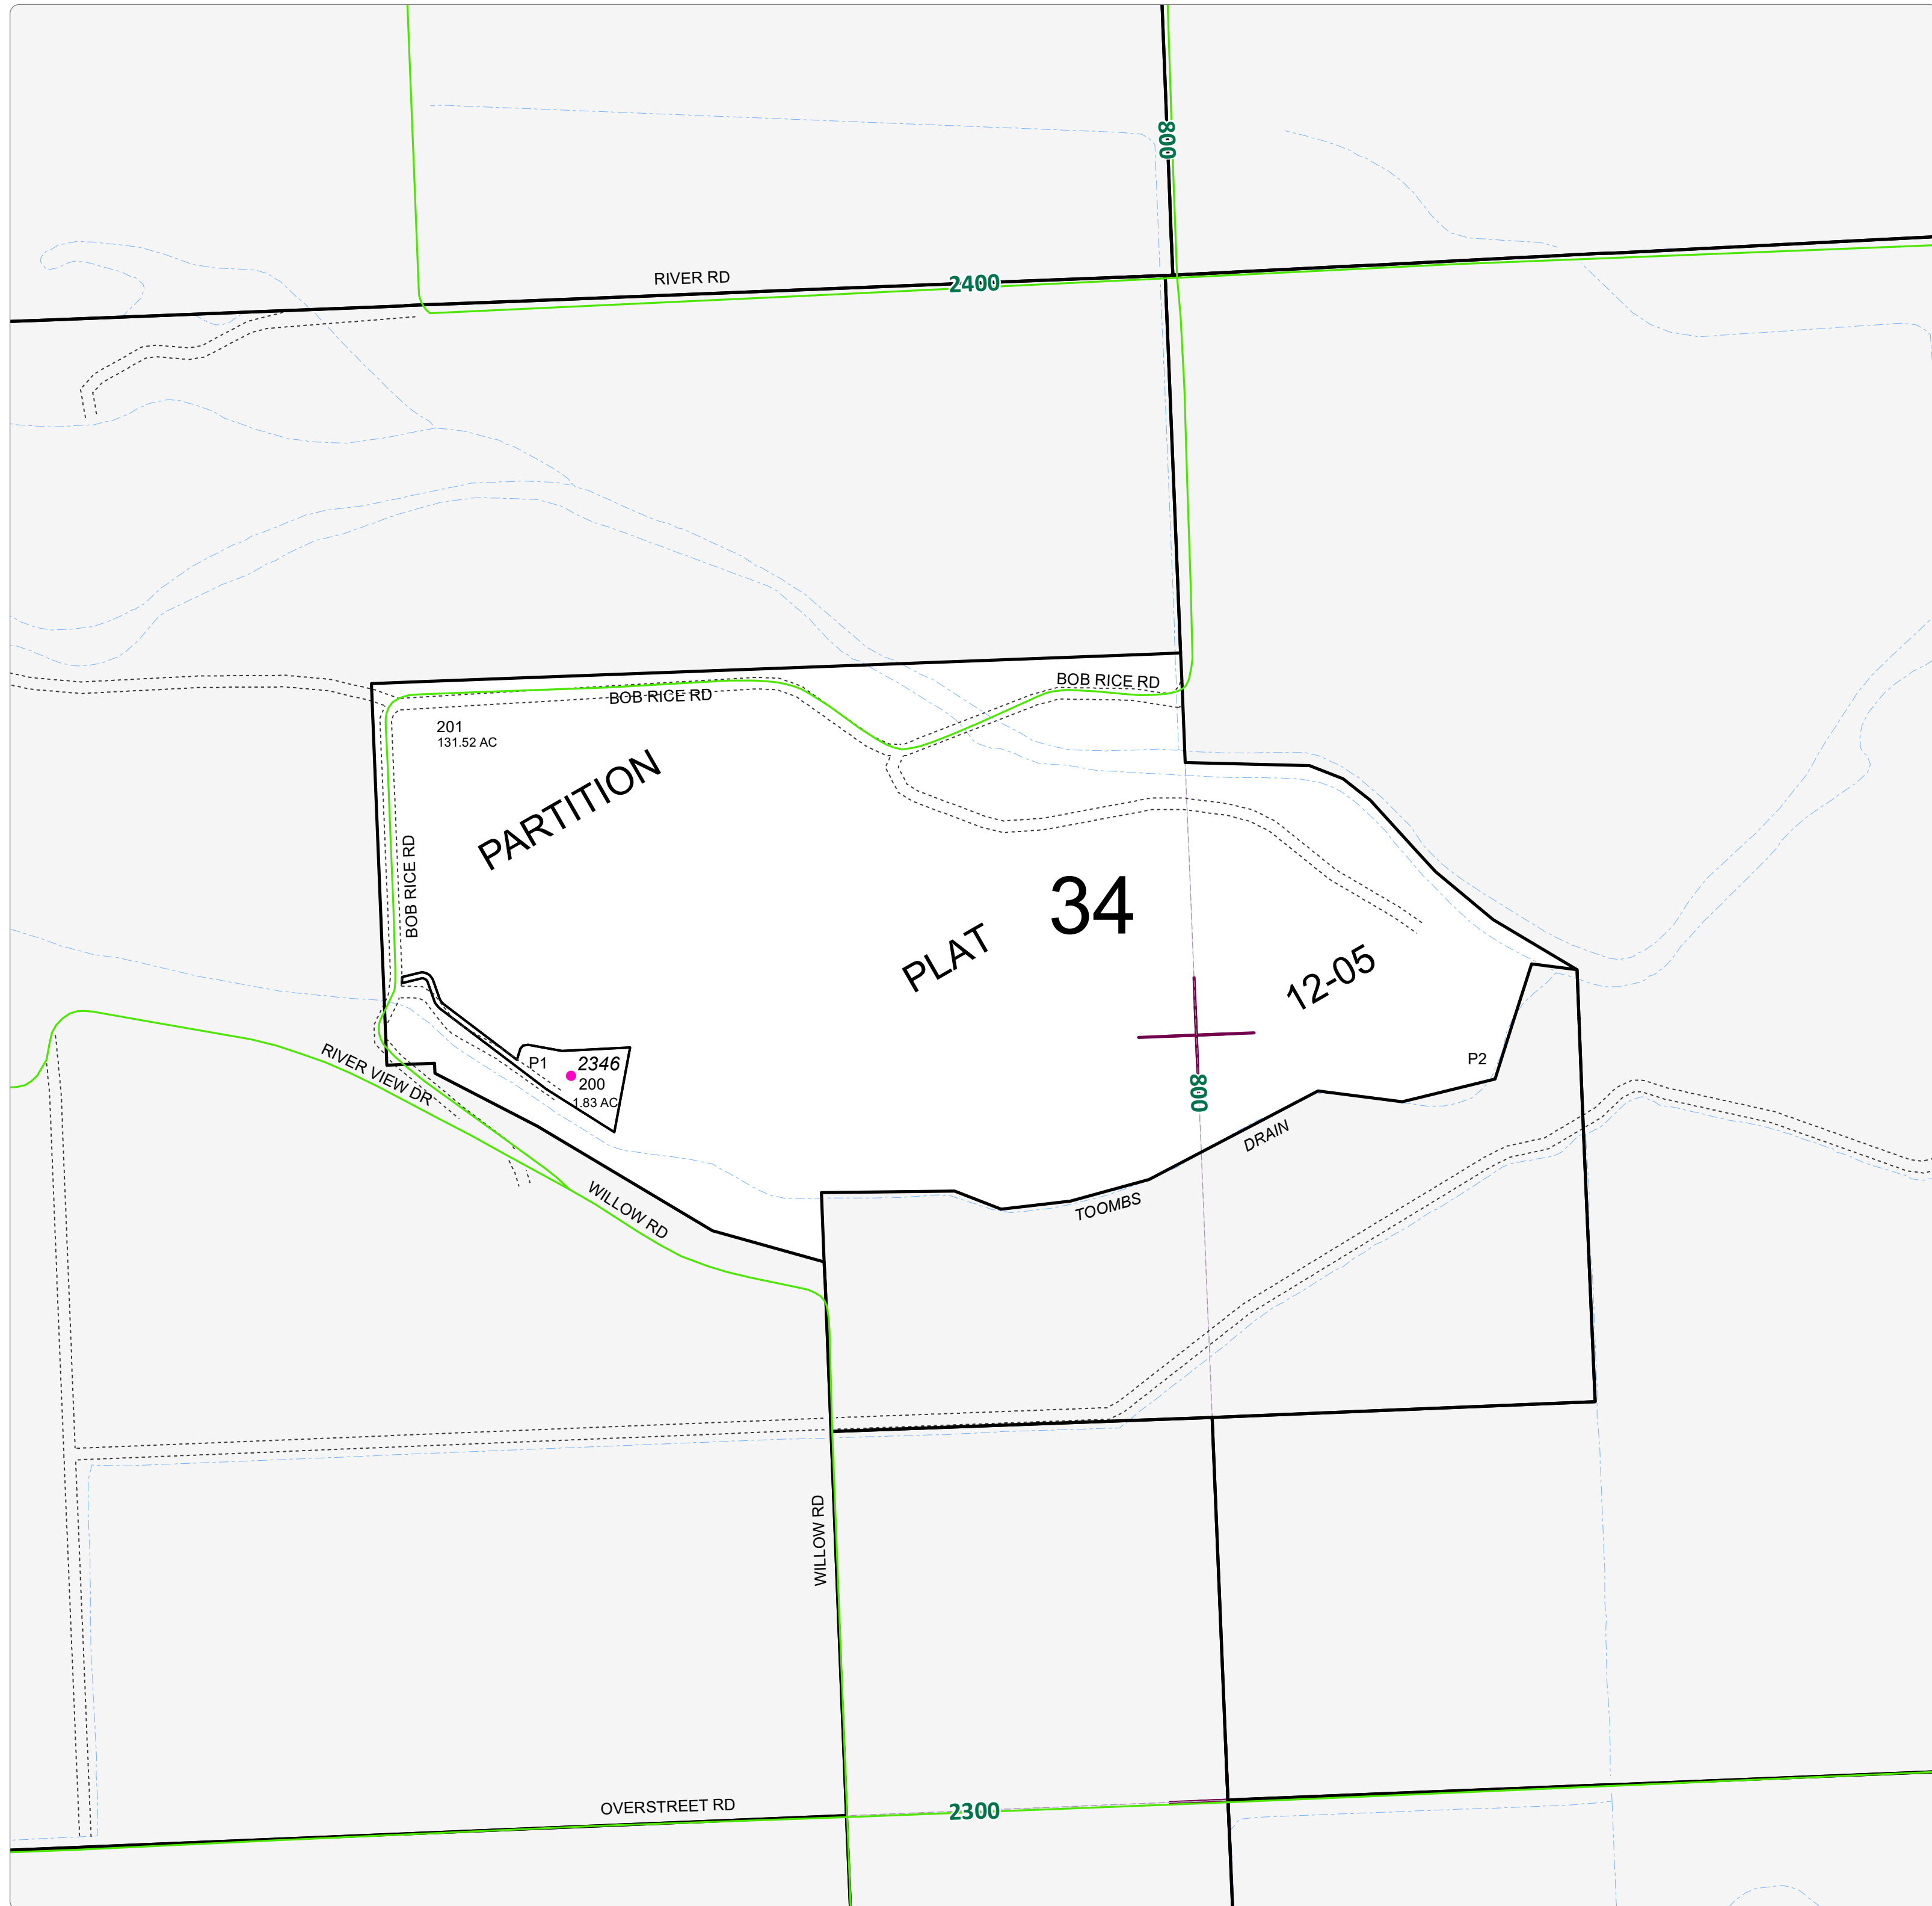 800
RIVER RD
2400
BOB RICE RD
BOB RICE RD
201
131.52 AC
PARTITION
BOB RICE RD
34
PLAT
12-05
P1
2346
200
1.83 AC
P2
RIVER VIEW DR
800
DRAIN
TOOMBS
WILLOW RD
WILLOW RD
OVERSTREET RD
2300